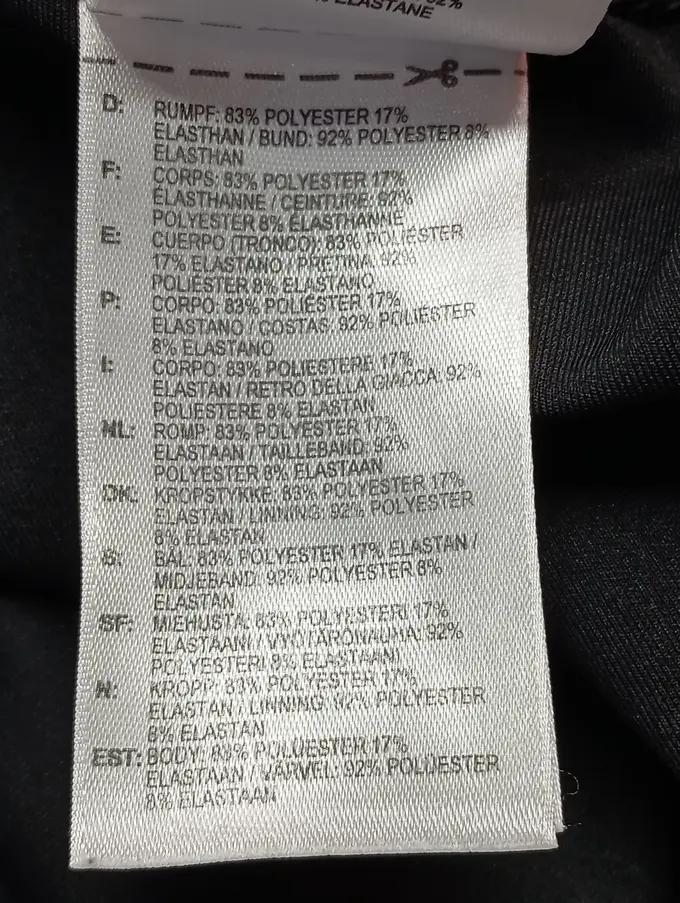 ELASTANE
D: RUMPF: 83% POLYESTER 17%
ELASTHAN / BUND: 92% POLYESTER 8%
ELASTHAN
F: CORPS: 83% POLYESTER 17%
ÉLASTHANNE / CEINTURE: 92%
POLYESTER 8% ÉLASTHANNE
E: CUERPO (TRONCO): 83% POLIÉSTER
17% ELASTANO / PRETINA: 92%
POLIÉSTER 8% ELASTANO
P: CORPO: 83% POLIÉSTER 17%
ELASTANO / COSTAS: 92% POLIÉSTER
8% ELASTANO
I: CORPO: 83% POLIESTERE 17%
ELASTAN / RETRO DELLA GIACCA: 92%
POLIESTERE 8% ELASTAN
NL: ROMP: 83% POLYESTER 17%
ELASTAAN / TAILLEBAND: 92%
POLYESTER 8% ELASTAAN
DK: KROPSTYKKE: 83% POLYESTER 17%
ELASTAN / LINNING: 92% POLYESTER
8% ELASTAN
S: BÅL: 83% POLYESTER 17% ELASTAN /
MIDJEBAND: 92% POLYESTER 8%
ELASTAN
SF: MIEHUSTA: 83% POLYESTERI 17%
ELASTAANI / VYÖTÄRÖNAUHA: 92%
POLYESTERI 8% ELASTAANI
N: KROPP: 83% POLYESTER 17%
ELASTAN / LINNING: 92% POLYESTER
8% ELASTAN
EST: BODY: 83% POLÜESTER 17%
ELASTAAN / VÄRVEL: 92% POLÜESTER
8% ELASTAAN